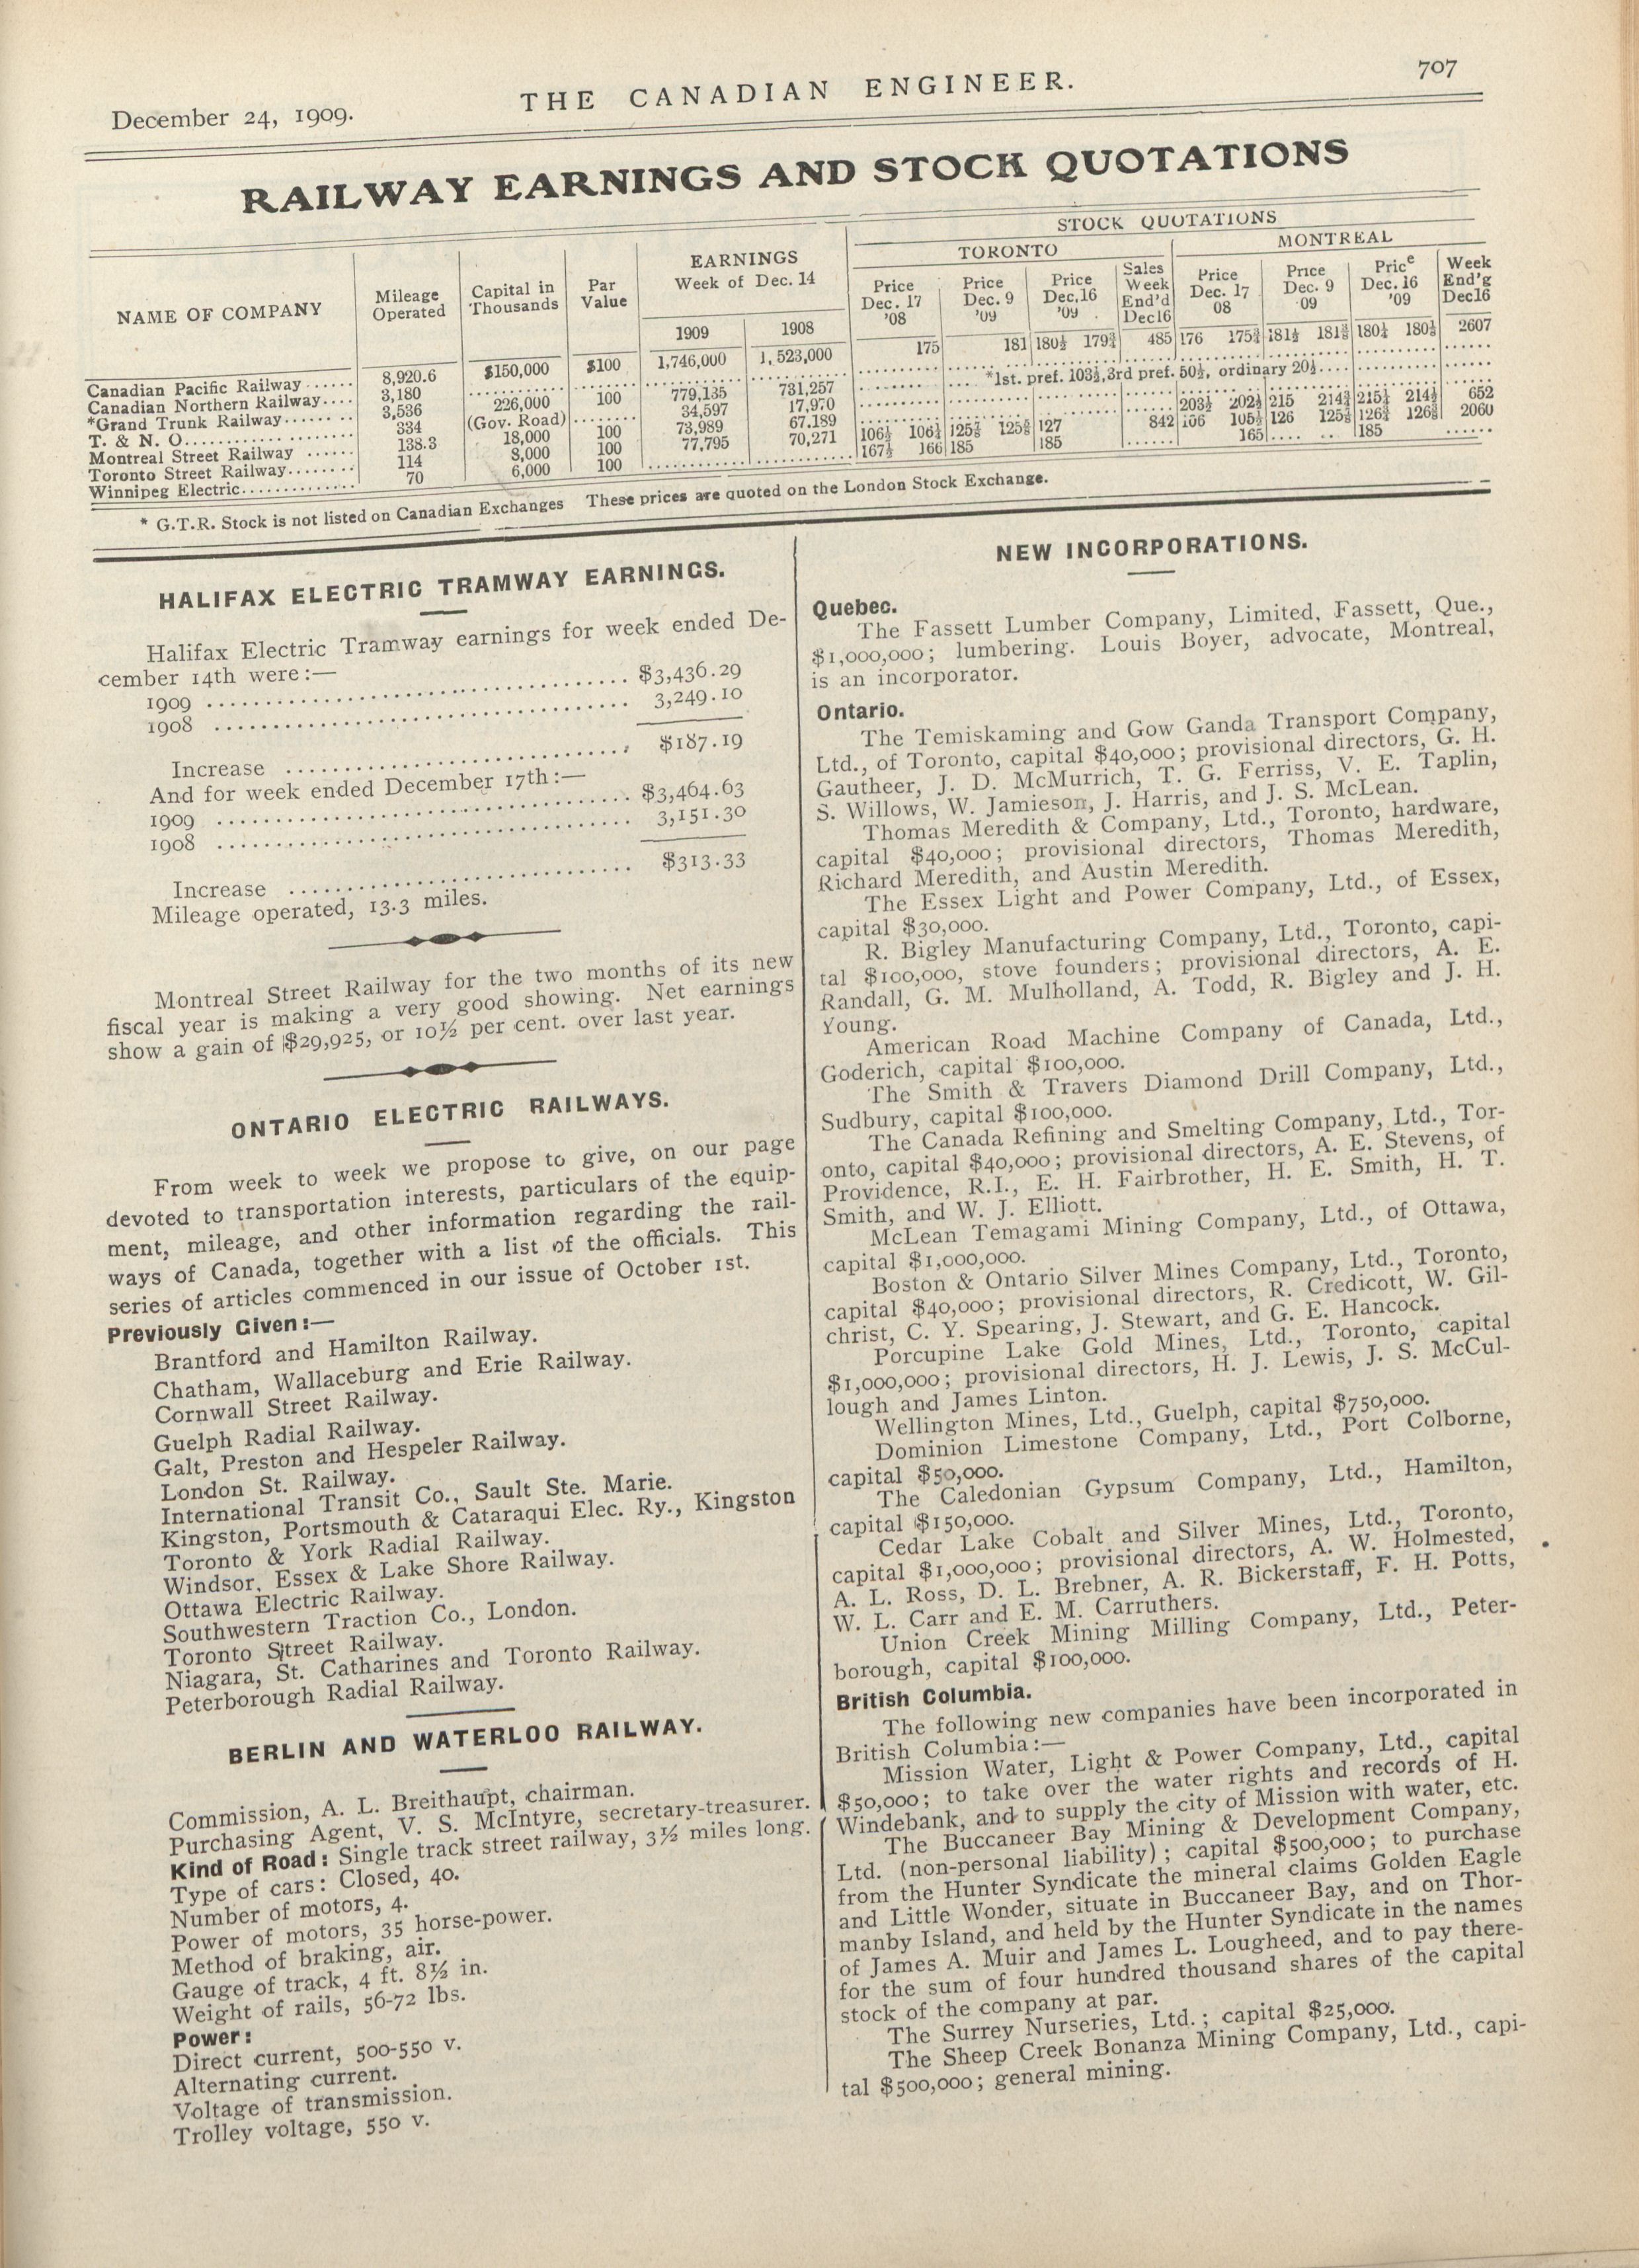 December 24, 1909.
THE CANADIAN ENGINEER.
707
RAILWAY EARNINGS AND STOCK QUOTATIONS
NAME OF COMPANY
Mileage Operated
Capital in Thousands
Par Value
EARNINGS
Week of Dec. 14
1909
1908
STOCK QUOTATIONS
TORONTO
Price Dec. 17 '08
Price Dec. 9 '09
Price Dec. 16 '09
Sales Week End'd Dec16
MONTREAL
Price Dec. 17 08
Price Dec. 9 09
Price Dec. 16 '09
Week End'g Dec16
Canadian Pacific Railway 8,920.6 $150,000 $100 1,746,000 1,523,000 175 181 180½ 179¾ 485 176 2607
Canadian Northern Railway 3,180
*Grand Trunk Railway 3,536 226,000 100 779,135 731,257 *1st. pref. 103½, 3rd pref. 50½, ordinary 20½
T. & N. O. 334 (Gov. Road) 34,597 17,970
Montreal Street Railway 138.3 18,000 100 73,989 67,189 215 652
Toronto Street Railway 114 8,000 100 77,795 70,271 127 842 106 126 2060
Winnipeg Electric 70 6,000 100 166 185 185 165 185
* G.T.R. Stock is not listed on Canadian Exchanges These prices are quoted on the London Stock Exchange.
HALIFAX ELECTRIC TRAMWAY EARNINGS.
Halifax Electric Tramway earnings for week ended De-
cember 14th were:—
1909 $3,436.29
1908 3,249.10
Increase $187.19
And for week ended December 17th:—
1909 $3,464.63
1908 3,151.30
Increase $313.33
Mileage operated, 13.3 miles.
Montreal Street Railway for the two months of its new
fiscal year is making a very good showing. Net earnings
show a gain of $29,925, or 10½ per cent. over last year.
ONTARIO ELECTRIC RAILWAYS.
From week to week we propose to give, on our page
devoted to transportation interests, particulars of the equip-
ment, mileage, and other information regarding the rail-
ways of Canada, together with a list of the officials. This
series of articles commenced in our issue of October 1st.
Previously Given:—
Brantford and Hamilton Railway.
Chatham, Wallaceburg and Erie Railway.
Cornwall Street Railway.
Guelph Radial Railway.
Galt, Preston and Hespeler Railway.
London St. Railway.
International Transit Co., Sault Ste. Marie.
Kingston, Portsmouth & Cataraqui Elec. Ry., Kingston
Toronto & York Radial Railway.
Windsor, Essex & Lake Shore Railway.
Ottawa Electric Railway.
Southwestern Traction Co., London.
Toronto Street Railway.
Niagara, St. Catharines and Toronto Railway.
Peterborough Radial Railway.
BERLIN AND WATERLOO RAILWAY.
Commission, A. L. Breithaupt, chairman.
Purchasing Agent, V. S. McIntyre, secretary-treasurer.
Kind of Road: Single track street railway, 3½ miles long.
Type of cars: Closed, 40.
Number of motors, 4.
Power of motors, 35 horse-power.
Method of braking, air.
Gauge of track, 4 ft. 8½ in.
Weight of rails, 56-72 lbs.
Power:
Direct current, 500-550 v.
Alternating current.
Voltage of transmission.
Trolley voltage, 550 v.
NEW INCORPORATIONS.
Quebec.
The Fassett Lumber Company, Limited, Fassett, Que.,
$1,000,000; lumbering. Louis Boyer, advocate, Montreal,
is an incorporator.
Ontario.
The Temiskaming and Gow Ganda Transport Company,
Ltd., of Toronto, capital $40,000; provisional directors, G. H.
Gautheer, J. D. McMurrich, T. G. Ferriss, V. E. Taplin,
S. Willows, W. Jamieson, J. Harris, and J. S. McLean.
Thomas Meredith & Company, Ltd., Toronto, hardware,
capital $40,000; provisional directors, Thomas Meredith,
Richard Meredith, and Austin Meredith.
The Essex Light and Power Company, Ltd., of Essex,
capital $30,000.
R. Bigley Manufacturing Company, Ltd., Toronto, capi-
tal $100,000, stove founders; provisional directors, A. E.
Randall, G. M. Mulholland, A. Todd, R. Bigley and J. H.
Young.
American Road Machine Company of Canada, Ltd.,
Goderich, capital $100,000.
The Smith & Travers Diamond Drill Company, Ltd.,
Sudbury, capital $100,000.
The Canada Refining and Smelting Company, Ltd., Tor-
onto, capital $40,000; provisional directors, A. E. Stevens, of
Providence, R.I., E. H. Fairbrother, H. E. Smith, H. T.
Smith, and W. J. Elliott.
McLean Temagami Mining Company, Ltd., of Ottawa,
capital $1,000,000.
Boston & Ontario Silver Mines Company, Ltd., Toronto,
capital $40,000; provisional directors, R. Credicott, W. Gil-
christ, C. Y. Spearing, J. Stewart, and G. E. Hancock.
Porcupine Lake Gold Mines, Ltd., Toronto, capital
$1,000,000; provisional directors, H. J. Lewis, J. S. McCul-
lough and James Linton.
Wellington Mines, Ltd., Guelph, capital $750,000.
Dominion Limestone Company, Ltd., Port Colborne,
capital $50,000.
The Caledonian Gypsum Company, Ltd., Hamilton,
capital $150,000.
Cedar Lake Cobalt and Silver Mines, Ltd., Toronto,
capital $1,000,000; provisional directors, A. W. Holmested,
A. L. Ross, D. L. Brebner, A. R. Bickerstaff, F. H. Potts,
W. L. Carr and E. M. Carruthers.
Union Creek Mining Milling Company, Ltd., Peter-
borough, capital $100,000.
British Columbia.
The following new companies have been incorporated in
British Columbia:—
Mission Water, Light & Power Company, Ltd., capital
$50,000; to take over the water rights and records of H.
Windebank, and to supply the city of Mission with water, etc.
The Buccaneer Bay Mining & Development Company,
Ltd. (non-personal liability); capital $500,000; to purchase
from the Hunter Syndicate the mineral claims Golden Eagle
and Little Wonder, situate in Buccaneer Bay, and on Thor-
manby Island, and held by the Hunter Syndicate in the names
of James A. Muir and James L. Lougheed, and to pay there-
for the sum of four hundred thousand shares of the capital
stock of the company at par.
The Surrey Nurseries, Ltd.; capital $25,000.
The Sheep Creek Bonanza Mining Company, Ltd., capi-
tal $500,000; general mining.